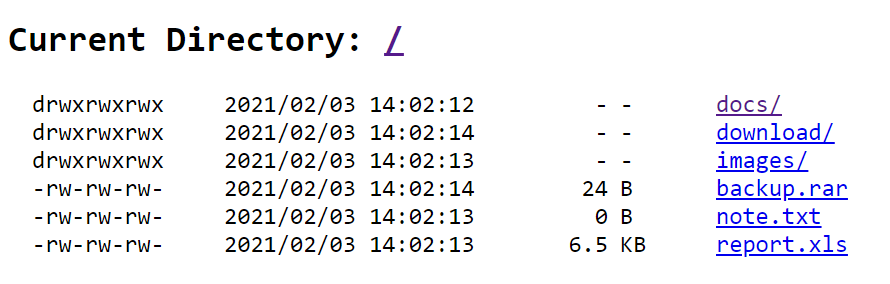 Current Directory: /
drwxrwxrwx 2021/02/03 14:02:12 - - docs/
drwxrwxrwx 2021/02/03 14:02:14 - - download/
drwxrwxrwx 2021/02/03 14:02:13 - - images/
-rw-rw-rw- 2021/02/03 14:02:14 24 B backup.rar
-rw-rw-rw- 2021/02/03 14:02:13 0 B note.txt
-rw-rw-rw- 2021/02/03 14:02:13 6.5 KB report.xls